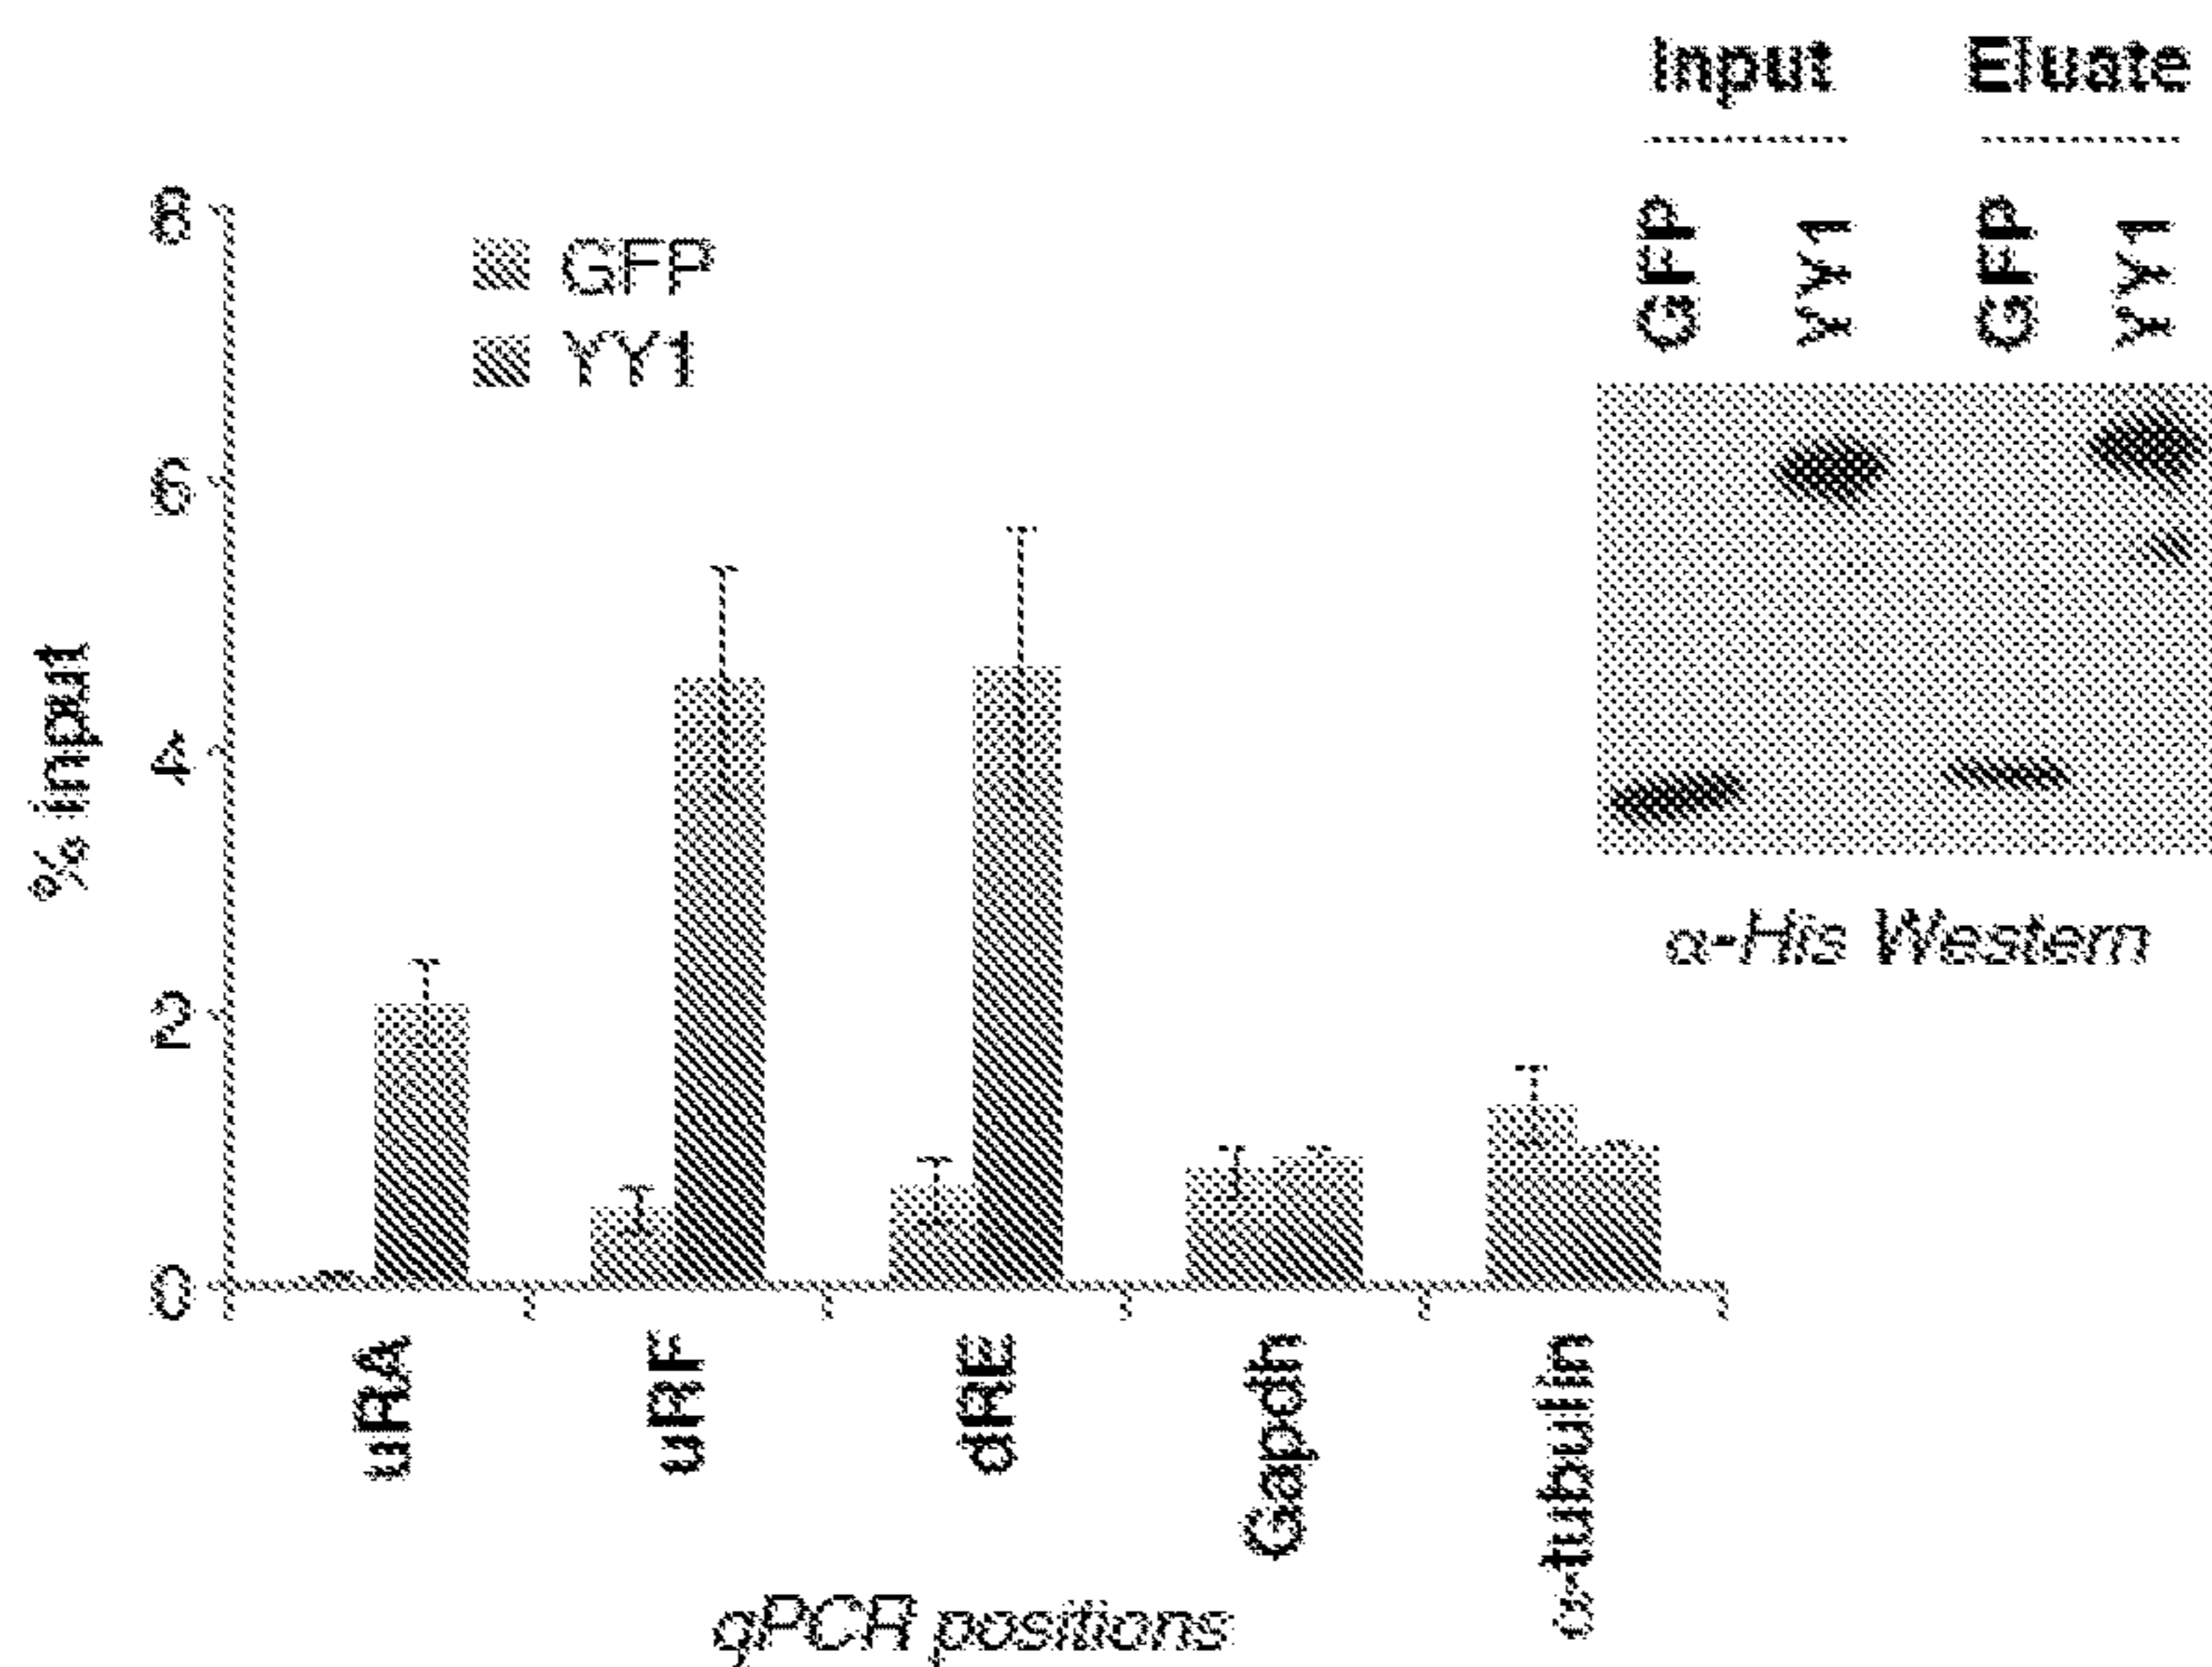 Input Eluate
GFP YY1 GFP YY1
α-His Western
GFP
YY1
% input
8
6
4
2
0
uRA uRF dRE Gapdh α-tubulin
qPCR positions